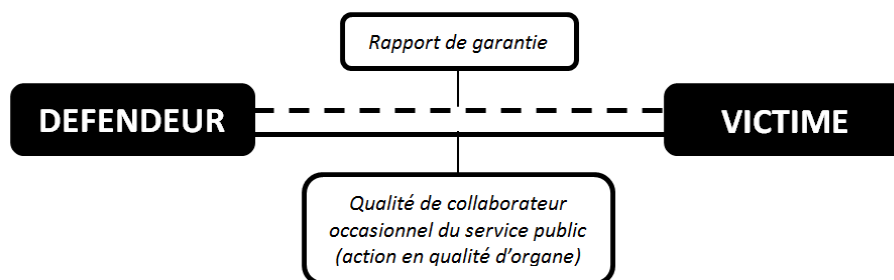 Rapport de garantie
DEFENDEUR
VICTIME
Qualité de collaborateur
occasionnel du service public
(action en qualité d’organe)